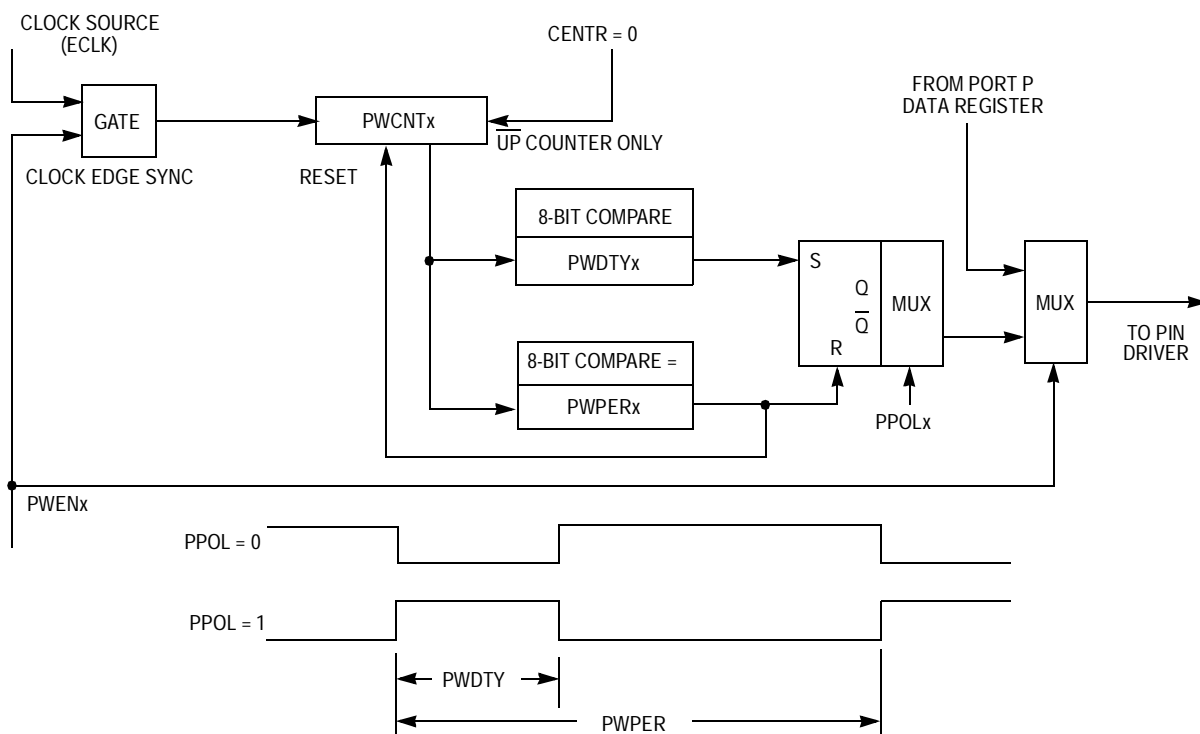 CLOCK SOURCE
(ECLK)
CENTR = 0
FROM PORT P
DATA REGISTER
GATE
PWCNTx
UP COUNTER ONLY
CLOCK EDGE SYNC
RESET
8-BIT COMPARE
PWDTYx
S
Q
Q
R
MUX
MUX
TO PIN
DRIVER
8-BIT COMPARE =
PWPERx
PPOLx
PWENx
PPOL = 0
PPOL = 1
PWDTY
PWPER